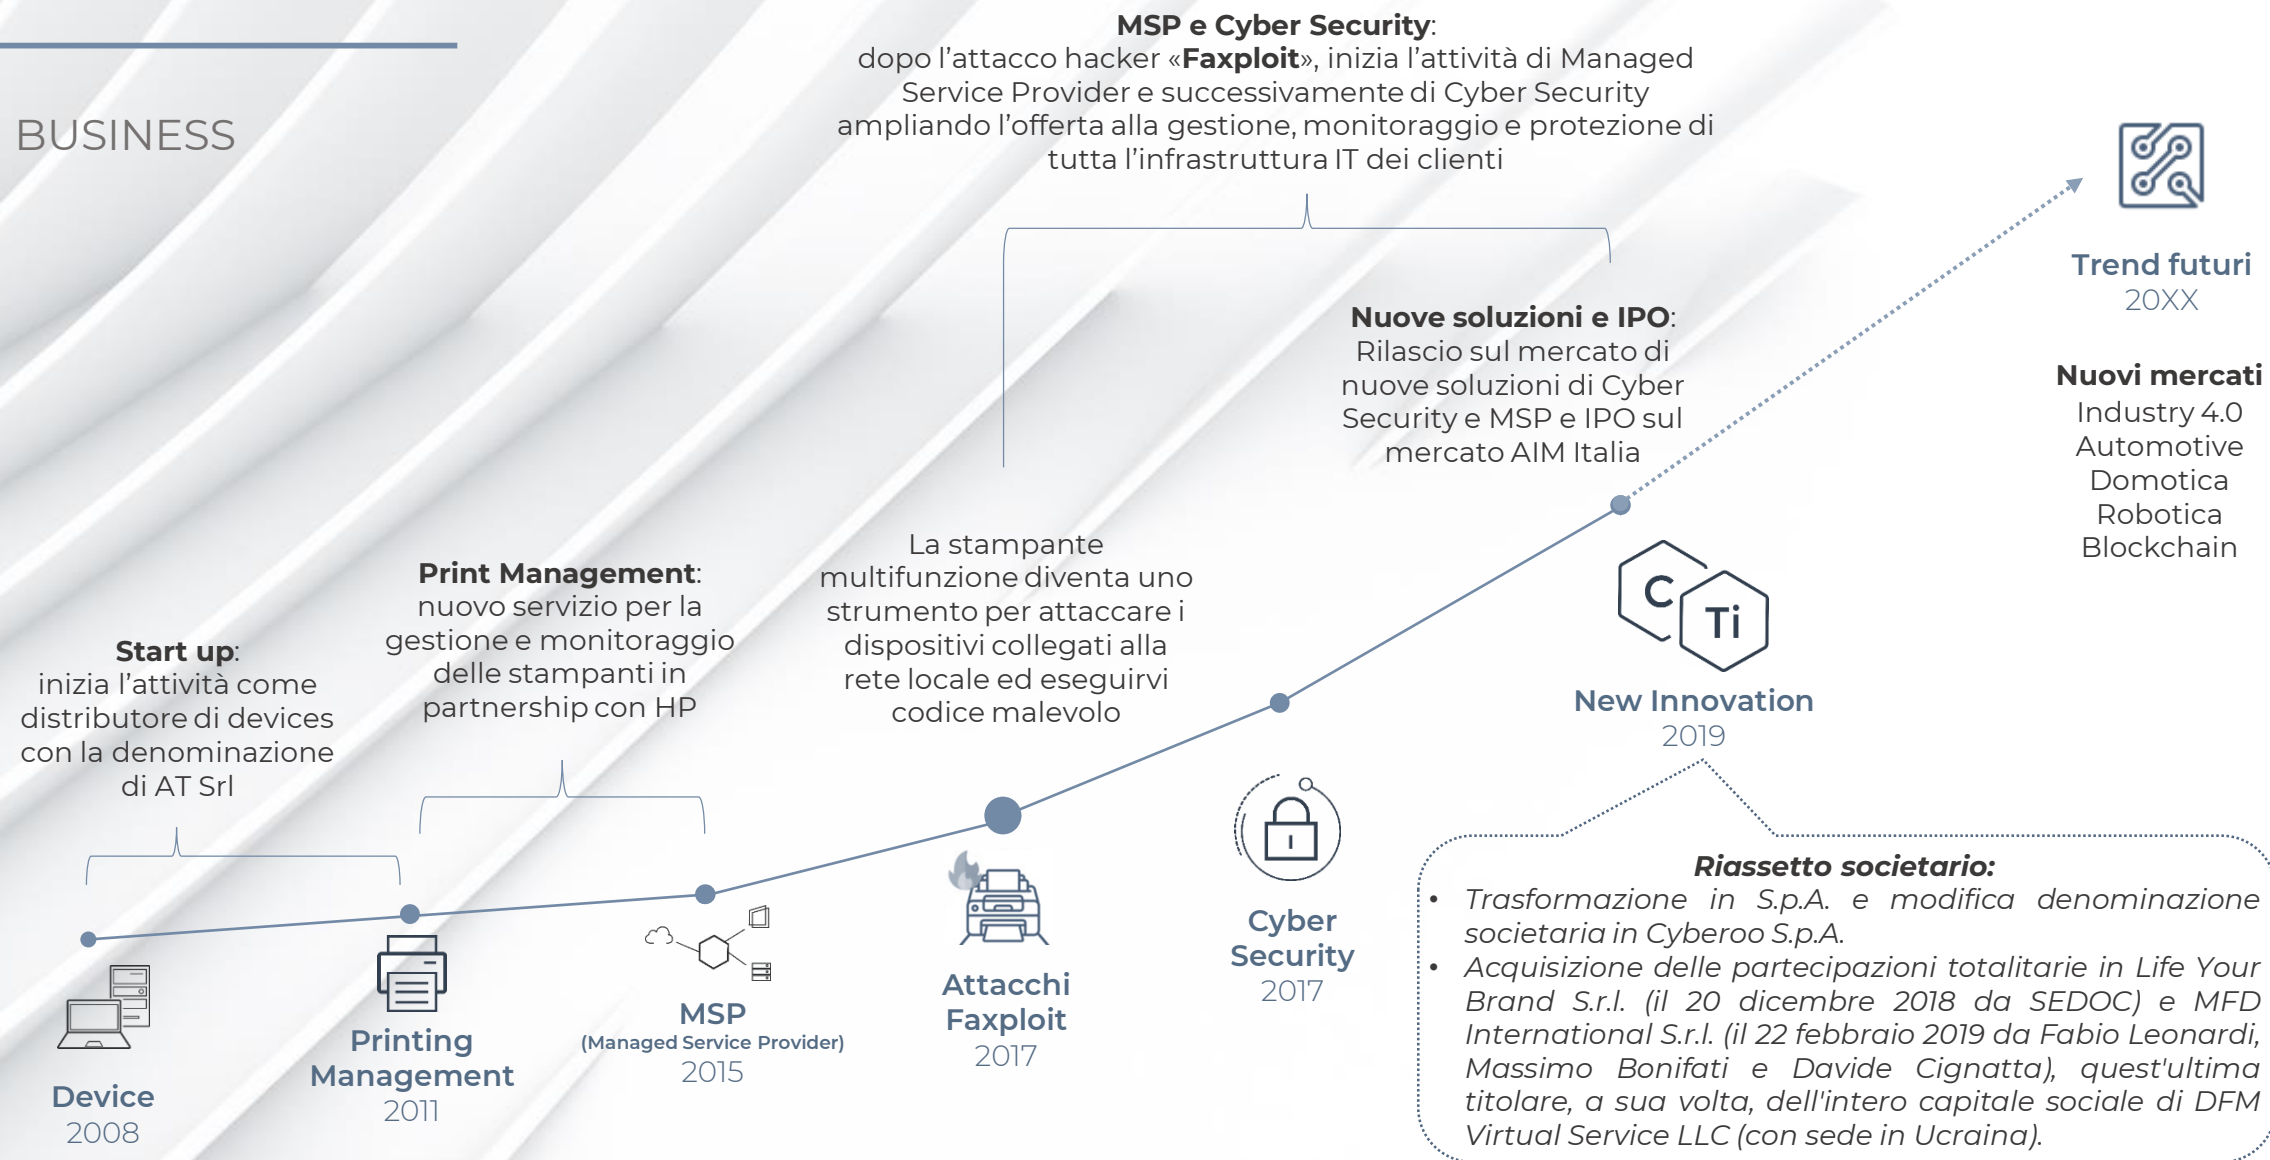 BUSINESS
MSP e Cyber Security:
dopo l’attacco hacker «Faxploit», inizia l’attività di Managed
Service Provider e successivamente di Cyber Security
ampliando l’offerta alla gestione, monitoraggio e protezione di
tutta l’infrastruttura IT dei clienti
Start up:
inizia l’attività come
distributore di devices
con la denominazione
di AT Srl
Print Management:
nuovo servizio per la
gestione e monitoraggio
delle stampanti in
partnership con HP
La stampante
multifunzione diventa uno
strumento per attaccare i
dispositivi collegati alla
rete locale ed eseguirvi
codice malevolo
Nuove soluzioni e IPO:
Rilascio sul mercato di
nuove soluzioni di Cyber
Security e MSP e IPO sul
mercato AIM Italia
Trend futuri
20XX
Nuovi mercati
Industry 4.0
Automotive
Domotica
Robotica
Blockchain
Device
2008
Printing
Management
2011
MSP
(Managed Service Provider)
2015
Attacchi
Faxploit
2017
Cyber
Security
2017
C
Ti
New Innovation
2019
Riassetto societario:
• Trasformazione in S.p.A. e modifica denominazione
societaria in Cyberoo S.p.A.
• Acquisizione delle partecipazioni totalitarie in Life Your
Brand S.r.l. (il 20 dicembre 2018 da SEDOC) e MFD
International S.r.l. (il 22 febbraio 2019 da Fabio Leonardi,
Massimo Bonifati e Davide Cignatta), quest'ultima
titolare, a sua volta, dell'intero capitale sociale di DFM
Virtual Service LLC (con sede in Ucraina).